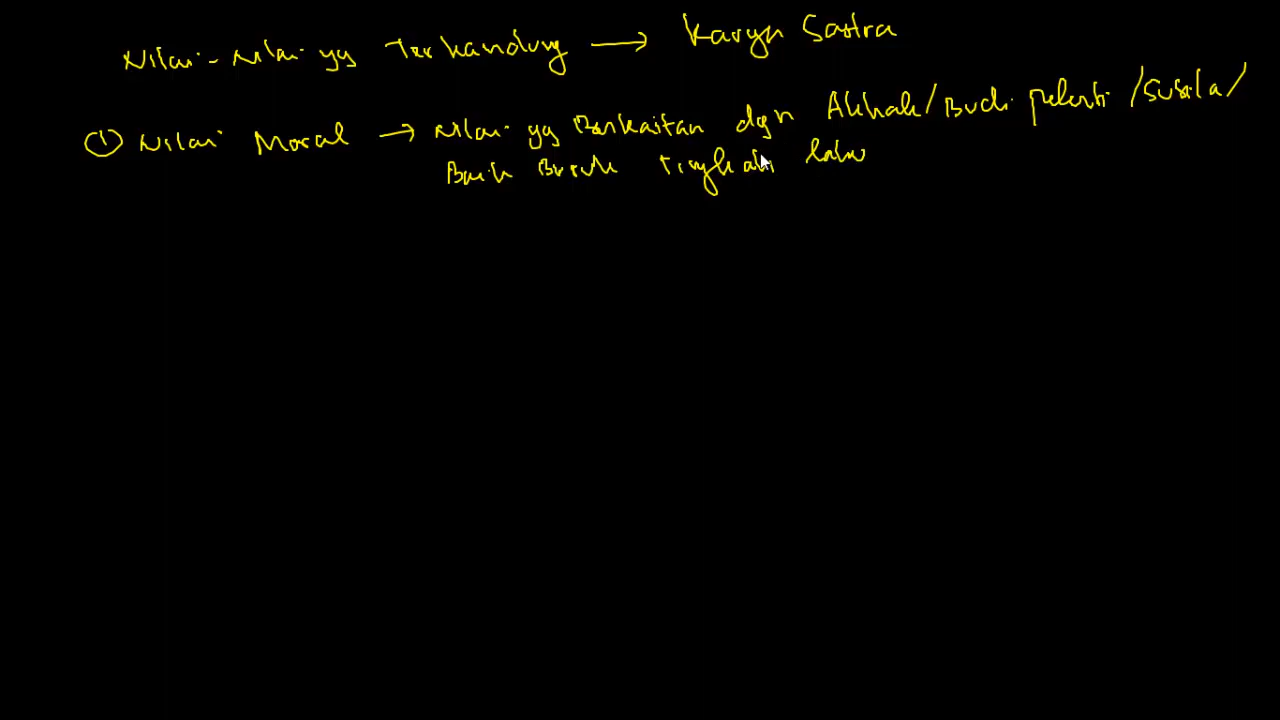 Nilai-Nilai yg Terkandung → Karya Sastra
① Nilai Moral → Nilai yg Berkaitan dgn Akhlak/Budi pekerti/Susila/
Baik Buruk Tingkah laku